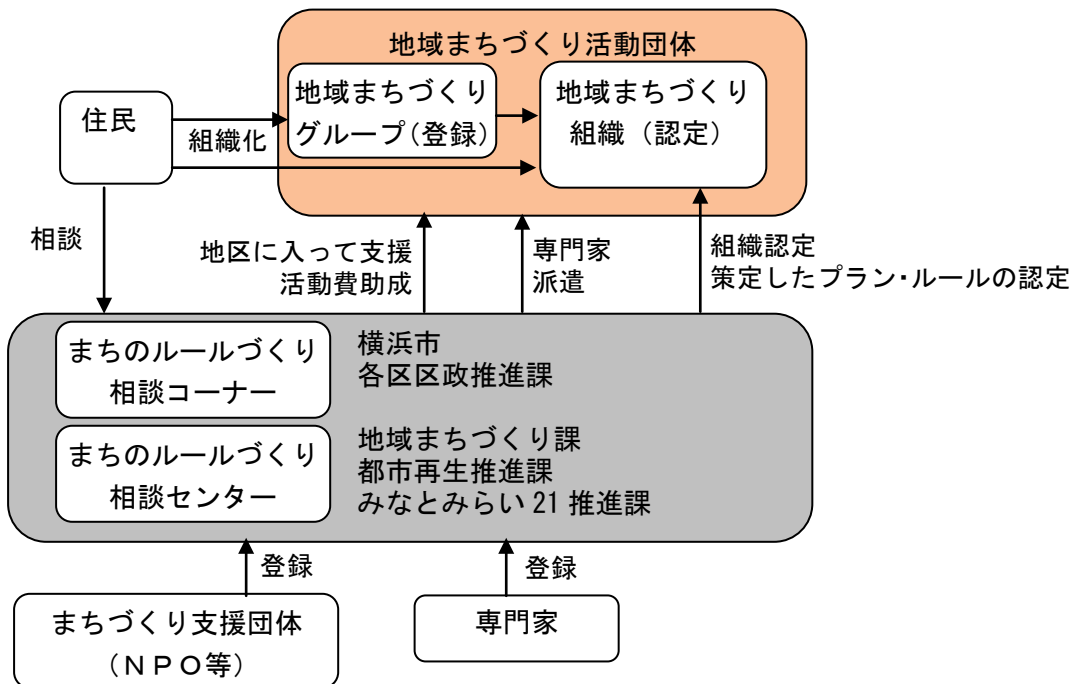 地域まちづくり活動団体
住民
組織化
地域まちづくり
グループ(登録)
地域まちづくり
組織(認定)
相談
地区に入って支援
活動費助成
専門家
派遣
組織認定
策定したプラン・ルールの認定
まちのルールづくり
相談コーナー
横浜市
各区区政推進課
まちのルールづくり
相談センター
地域まちづくり課
都市再生推進課
みなとみらい21推進課
登録
登録
まちづくり支援団体
(NPO等)
専門家